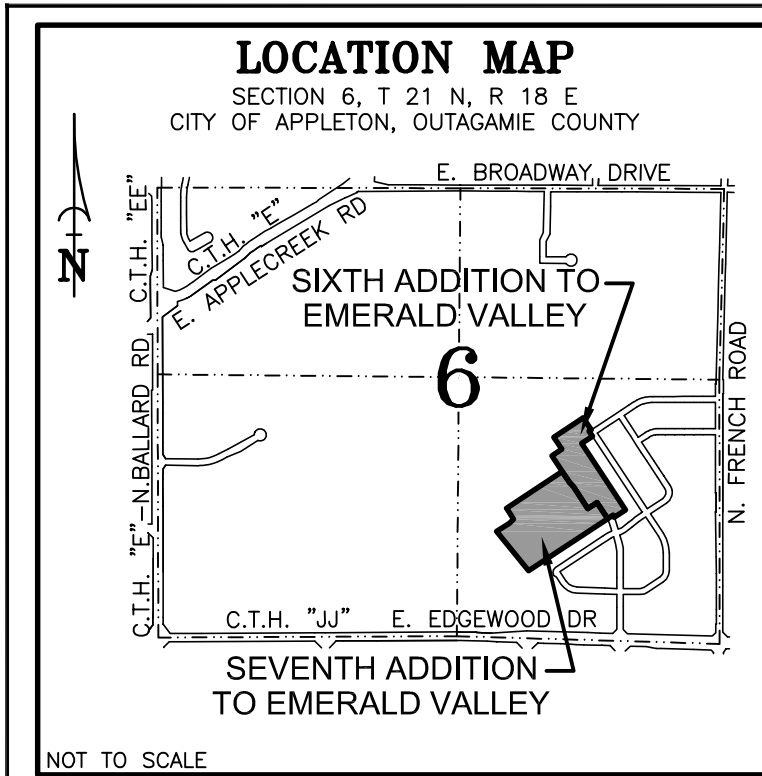 LOCATION MAP
SECTION 6, T 21 N, R 18 E
CITY OF APPLETON, OUTAGAMIE COUNTY
N
E. BROADWAY DRIVE
C.T.H. "EE"
C.T.H. "E"
E. APPLECREEK RD
SIXTH ADDITION TO
EMERALD VALLEY
6
C.T.H. "E"-N.BALLARD RD.
N. FRENCH ROAD
C.T.H. "JJ" E. EDGEWOOD DR
SEVENTH ADDITION
TO EMERALD VALLEY
NOT TO SCALE